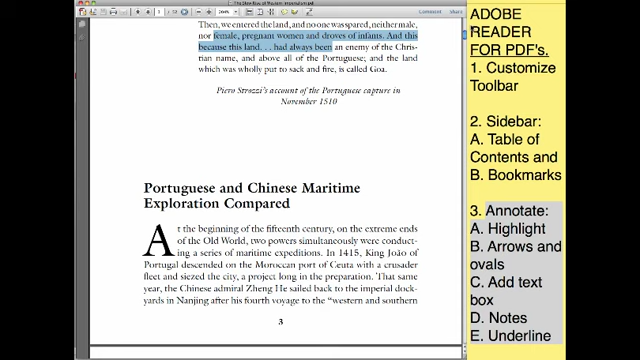 Then, we entered the land, and no one was spared, neither male,
nor female, pregnant women and droves of infants. And this
because this land. . . had always been an enemy of the Chris-
tian name, and above all of the Portuguese; and the land
which was wholly put to sack and fire, is called Goa.
Piero Strozzi's account of the Portuguese capture in
November 1510
Portuguese and Chinese Maritime
Exploration Compared
At the beginning of the fifteenth century, on the extreme ends
of the Old World, two powers simultaneously were conduct-
ing a series of maritime expeditions. In 1415, King João of
Portugal descended on the Moroccan port of Ceuta with a crusader
fleet and siezed the city, a project long in the preparation. That same
year, the Chinese admiral Zheng He sailed back to the imperial dock-
yards in Nanjing after his fourth voyage to the "western and southern
3
ADOBE
READER
FOR PDF's.
1. Customize
Toolbar
2. Sidebar:
A. Table of
Contents and
B. Bookmarks
3. Annotate:
A. Highlight
B. Arrows and
ovals
C. Add text
box
D. Notes
E. Underline